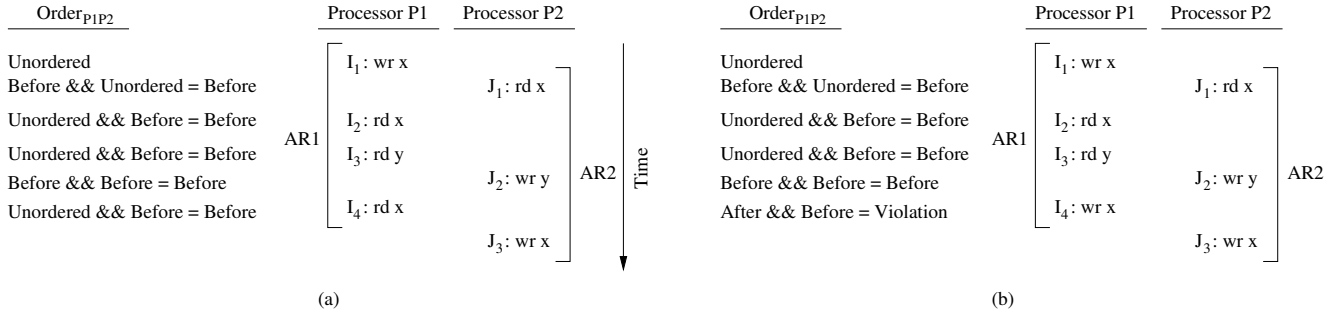 Order_P1P2 Processor P1 Processor P2 Order_P1P2 Processor P1 Processor P2
Unordered I_1: wr x Unordered I_1: wr x
Before && Unordered = Before J_1: rd x Before && Unordered = Before J_1: rd x
Unordered && Before = Before I_2: rd x Unordered && Before = Before I_2: rd x
AR1 AR1
Unordered && Before = Before I_3: rd y Unordered && Before = Before I_3: rd y
Before && Before = Before J_2: wr y AR2 Time Before && Before = Before J_2: wr y AR2
Unordered && Before = Before I_4: rd x After && Before = Violation I_4: wr x
J_3: wr x J_3: wr x
(a) (b)